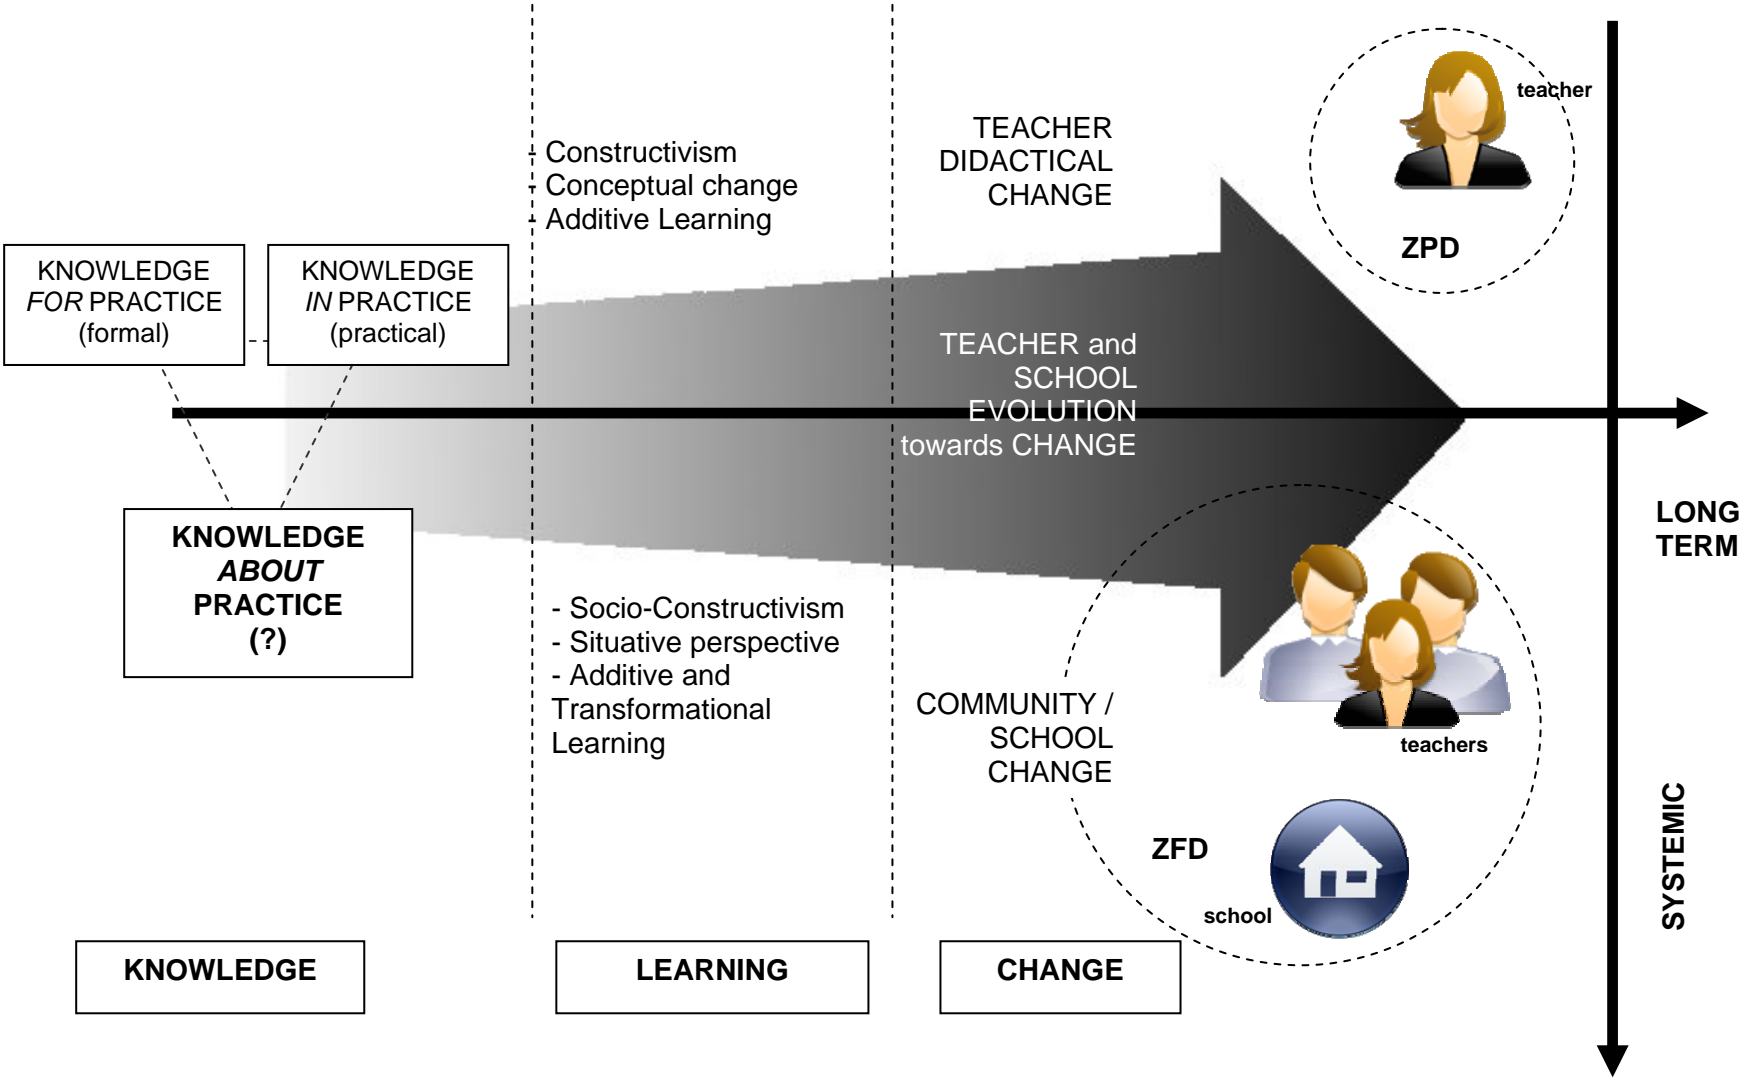 teacher
TEACHER
DIDACTICAL
CHANGE
- Constructivism
- Conceptual change
- Additive Learning
ZPD
KNOWLEDGE
FOR PRACTICE
(formal)
KNOWLEDGE
IN PRACTICE
(practical)
TEACHER and
SCHOOL
EVOLUTION
towards CHANGE
LONG
TERM
KNOWLEDGE
ABOUT
PRACTICE
(?)
- Socio-Constructivism
- Situative perspective
- Additive and
Transformational
Learning
COMMUNITY /
SCHOOL
CHANGE
teachers
ZFD
school
SYSTEMIC
KNOWLEDGE
LEARNING
CHANGE